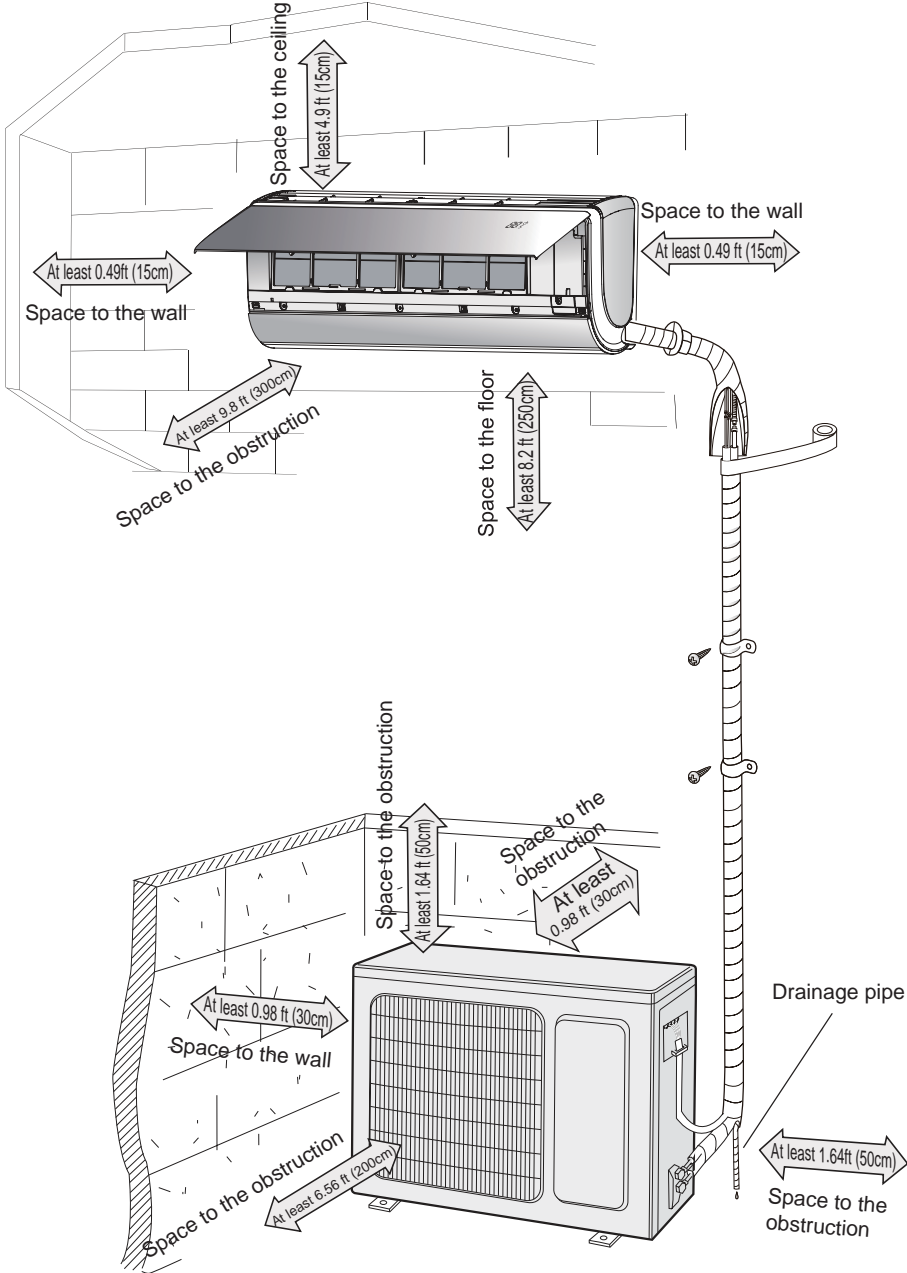 Space to the ceiling
At least 4.9 ft (15cm)
Space to the wall
At least 0.49 ft (15cm)
At least 0.49ft (15cm)
Space to the wall
At least 9.8 ft (300cm)
Space to the obstruction
Space to the floor
At least 8.2 ft (250cm)
Space to the obstruction
At least 1.64 ft (50cm)
Space to the
obstruction
At least
0.98 ft (30cm)
At least 0.98 ft (30cm)
Space to the wall
Drainage pipe
Space to the obstruction
At least 6.56 ft (200cm)
At least 1.64ft (50cm)
Space to the
obstruction